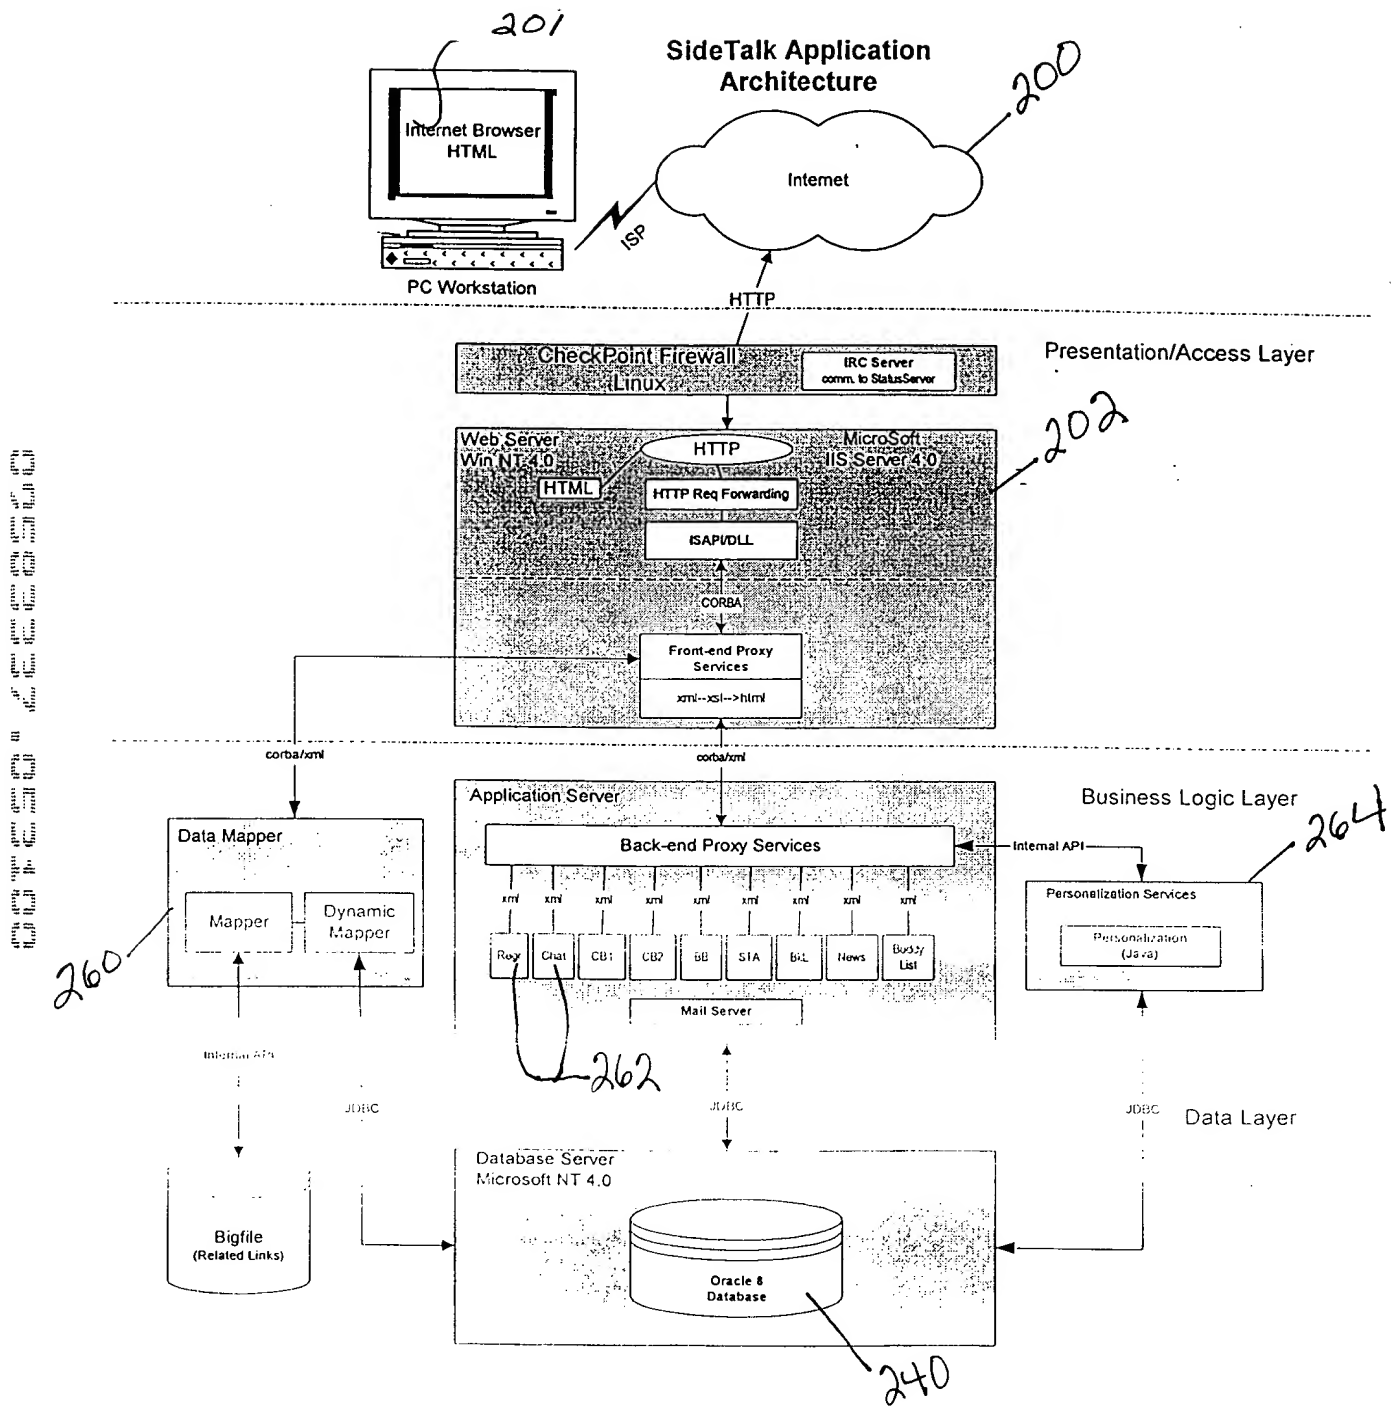 201
SideTalk Application
Architecture
200
Internet Browser
HTML
Internet
ISP
PC Workstation
HTTP
CheckPoint Firewall
Linux
IRC Server
comm. to StatusServer
Presentation/Access Layer
202
Web Server
Win NT 4.0
HTTP
MicroSoft
IIS Server 4.0
HTML
HTTP Req Forwarding
ISAPI/DLL
CORBA
Front-end Proxy
Services
xml--xsl-->html
corba/xml
corba/xml
Application Server
Business Logic Layer
264
Data Mapper
Back-end Proxy Services
Internal API
xml xml xml xml xml xml xml xml xml
Personalization Services
Mapper
Dynamic
Mapper
Personalization
(Java)
260
Regr
Chat
CB1
CB2
BB
STA
News
Buddy
List
Mail Server
262
Internal API
JDBC
JDBC
JDBC
Data Layer
Database Server
Microsoft NT 4.0
Bigfile
(Related Links)
Oracle 8
Database
240